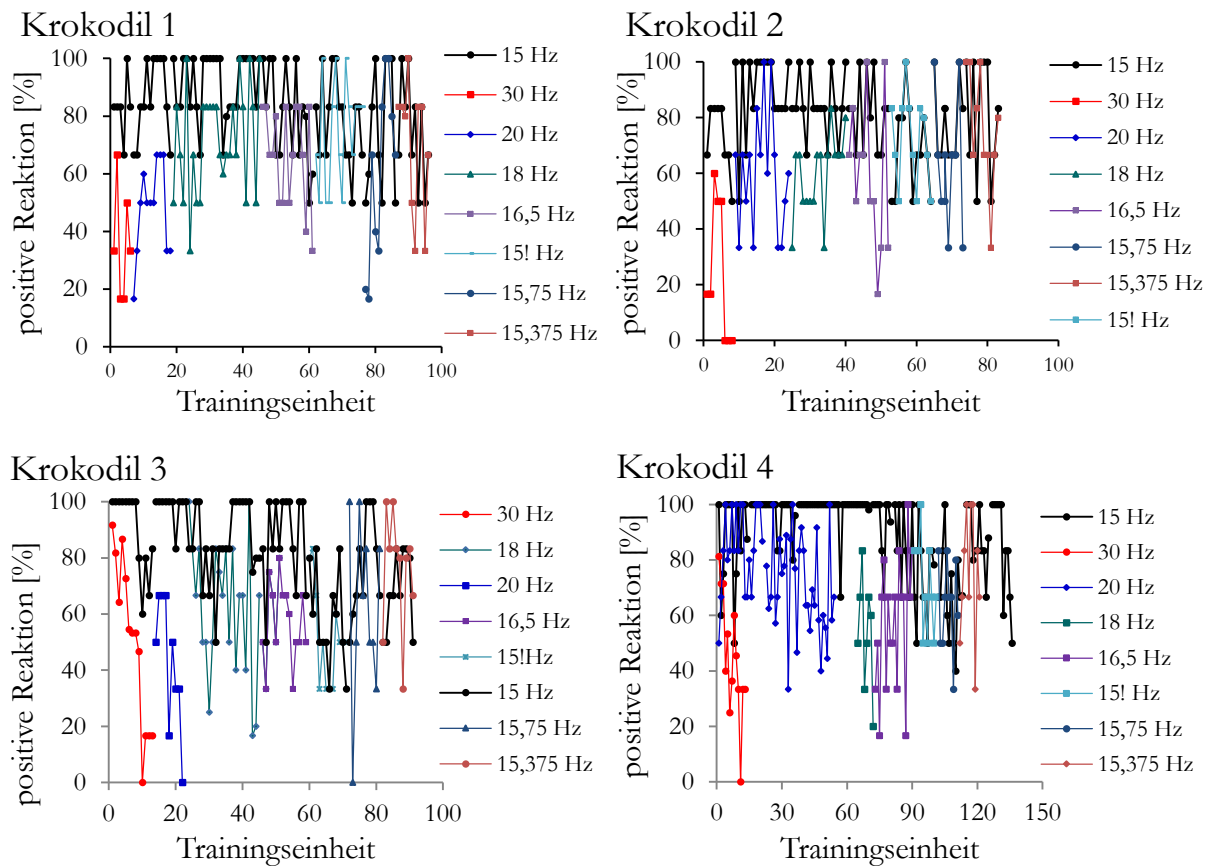 Krokodil 1
positive Reaktion [%]
100
80
60
40
20
0
0 20 40 60 80 100
Trainingseinheit
15 Hz
30 Hz
20 Hz
18 Hz
16,5 Hz
15! Hz
15,75 Hz
15,375 Hz
Krokodil 2
positive Reaktion [%]
100
80
60
40
20
0
0 20 40 60 80 100
Trainingseinheit
15 Hz
30 Hz
20 Hz
18 Hz
16,5 Hz
15,75 Hz
15,375 Hz
15! Hz
Krokodil 3
positive Reaktion [%]
100
80
60
40
20
0
0 20 40 60 80 100
Trainingseinheit
30 Hz
18 Hz
20 Hz
16,5 Hz
15!Hz
15 Hz
15,75 Hz
15,375 Hz
Krokodil 4
positive Reaktion [%]
100
80
60
40
20
0
0 30 60 90 120 150
Trainingseinheit
15 Hz
30 Hz
20 Hz
18 Hz
16,5 Hz
15! Hz
15,75 Hz
15,375 Hz